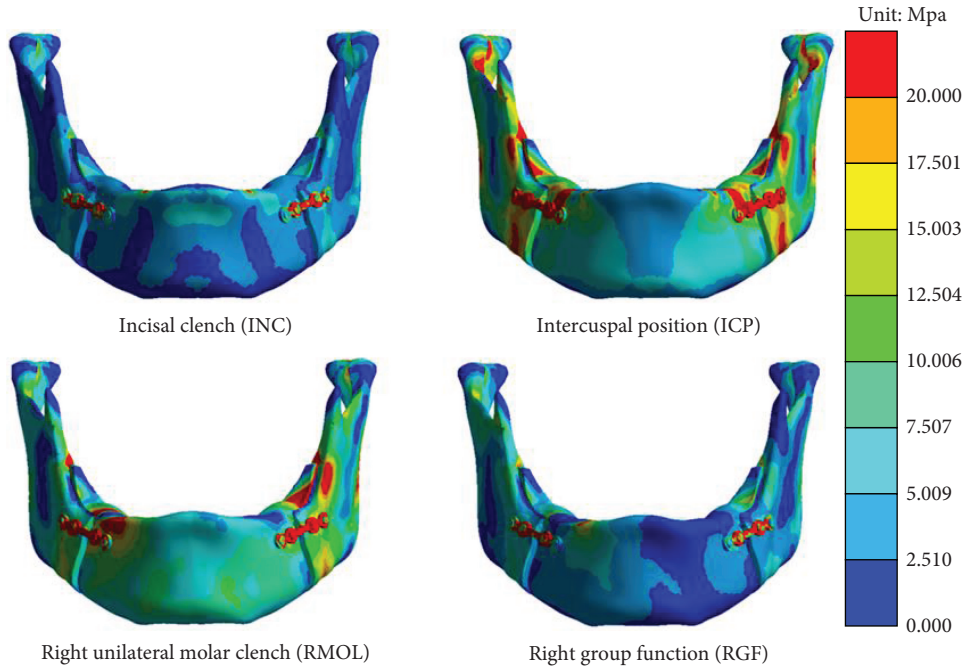 Unit: Mpa
20.000
17.501
15.003
12.504
10.006
7.507
5.009
2.510
0.000
Incisal clench (INC)
Intercuspal position (ICP)
Right unilateral molar clench (RMOL)
Right group function (RGF)